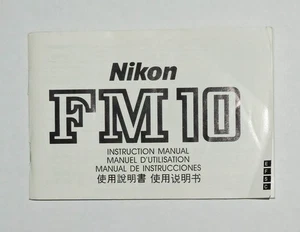 Nikon
FM10
INSTRUCTION MANUAL
MANUEL D'UTILISATION
MANUAL DE INSTRUCCIONES
使用說明書 使用说明书
E
F
S
C